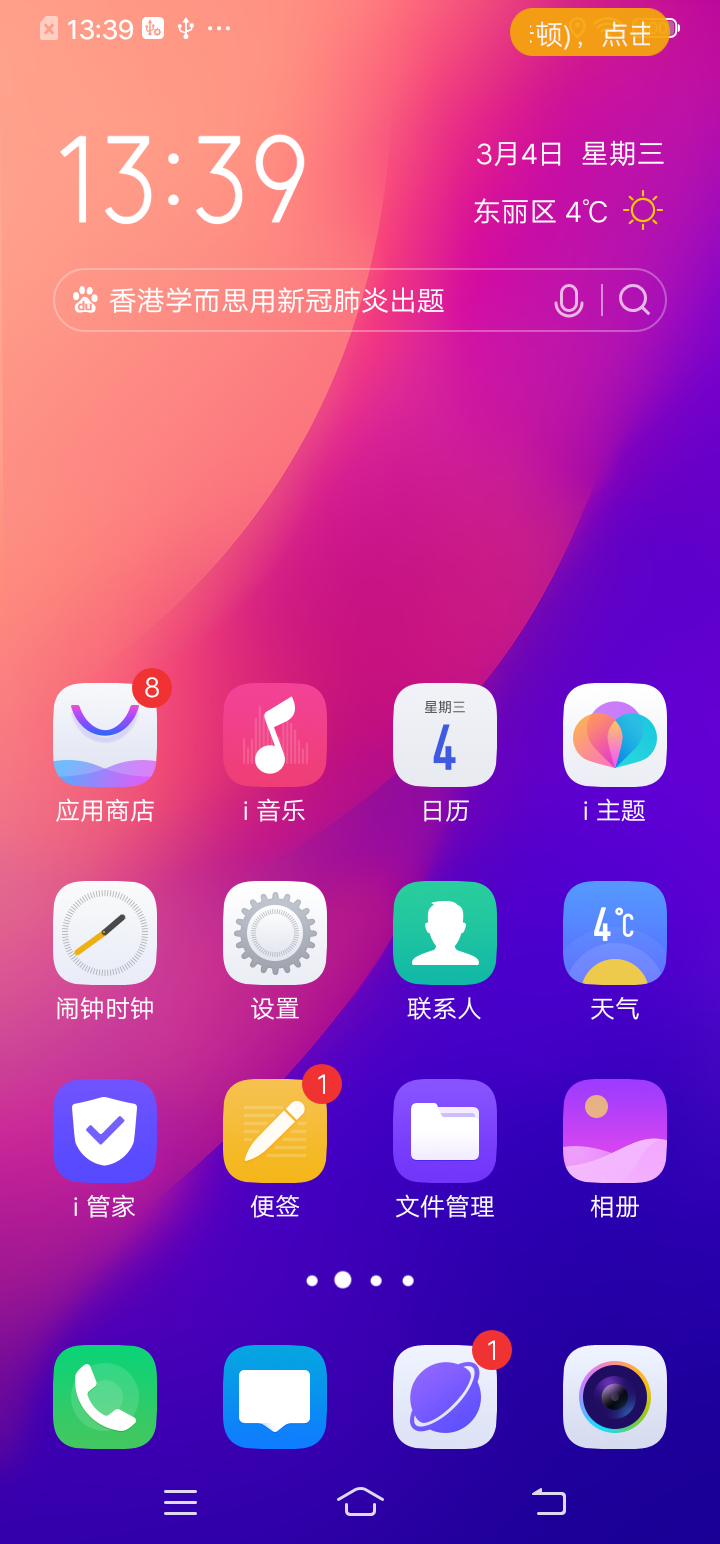 13:39
顿)，点击
13:39
3月4日 星期三
东丽区 4℃
du 香港学而思用新冠肺炎出题
8
星期三
4
应用商店
i 音乐
日历
i 主题
4℃
闹钟时钟
设置
联系人
天气
1
i 管家
便签
文件管理
相册
1